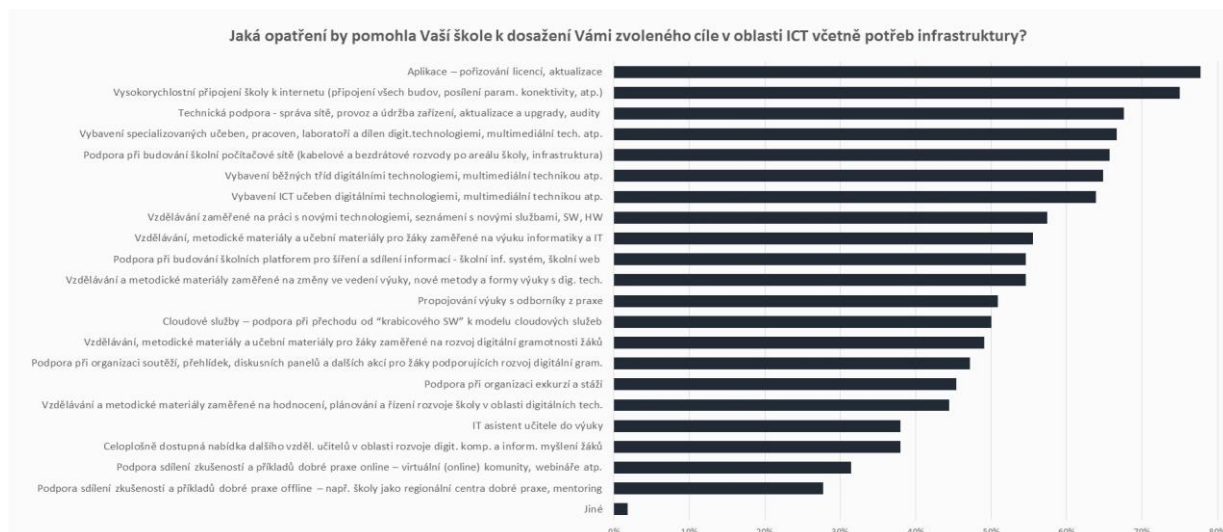 Jaká opatření by pomohla Vaší škole k dosažení Vámi zvoleného cíle v oblasti ICT včetně potřeb infrastruktury?
Aplikace – pořizování licencí, aktualizace
Vysokorychlostní připojení školy k internetu (připojení všech budov, posílení param. konektivity, atp.)
Technická podpora - správa sítě, provoz a údržba zařízení, aktualizace a upgrady, audity
Vybavení specializovaných učeben, pracoven, laboratoří a dílen digit.technologiemi, multimediální tech. atp.
Podpora při budování školní počítačové sítě (kabelové a bezdrátové rozvody po areálu školy, infrastruktura)
Vybavení běžných tříd digitálními technologiemi, multimediální technikou atp.
Vybavení ICT učeben digitálními technologiemi, multimediální technikou atp.
Vzdělávání zaměřené na práci s novými technologiemi, seznámení s novými službami, SW, HW
Vzdělávání, metodické materiály a učební materiály pro žáky zaměřené na výuku informatiky a IT
Podpora při budování školních platforem pro šíření a sdílení informací - školní inf. systém, školní web
Vzdělávání a metodické materiály zaměřené na změny ve vedení výuky, nové metody a formy výuky s dig. tech.
Propojování výuky s odborníky z praxe
Cloudové služby – podpora při přechodu od "krabicového SW" k modelu cloudových služeb
Vzdělávání, metodické materiály a učební materiály pro žáky zaměřené na rozvoj digitální gramotnosti žáků
Podpora při organizaci soutěží, přehlídek, diskusních panelů a dalších akcí pro žáky podporujících rozvoj digitální gram.
Podpora při organizaci exkurzí a stáží
Vzdělávání a metodické materiály zaměřené na hodnocení, plánování a řízení rozvoje školy v oblasti digitálních tech.
IT asistent učitele do výuky
Celoplošně dostupná nabídka dalšího vzděl. učitelů v oblasti rozvoje digit. komp. a inform. myšlení žáků
Podpora sdílení zkušeností a příkladů dobré praxe online – virtuální (online) komunity, webináře atp.
Podpora sdílení zkušeností a příkladů dobré praxe offline – např. školy jako regionální centra dobré praxe, mentoring
Jiné
0% 10% 20% 30% 40% 50% 60% 70% 80%